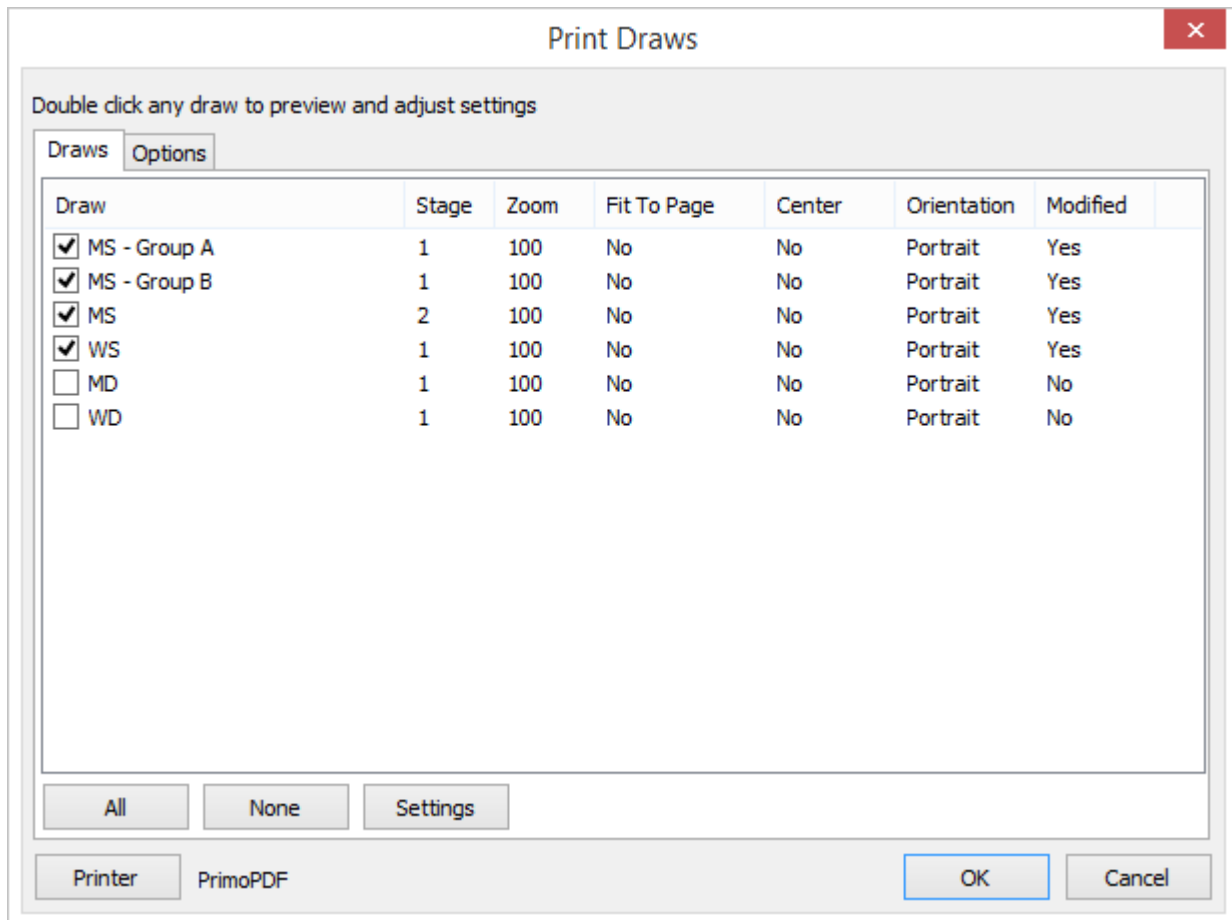 Print Draws
Double click any draw to preview and adjust settings
Draws Options
Draw Stage Zoom Fit To Page Center Orientation Modified
MS - Group A 1 100 No No Portrait Yes
MS - Group B 1 100 No No Portrait Yes
MS 2 100 No No Portrait Yes
WS 1 100 No No Portrait Yes
MD 1 100 No No Portrait No
WD 1 100 No No Portrait No
All None Settings
Printer PrimoPDF OK Cancel